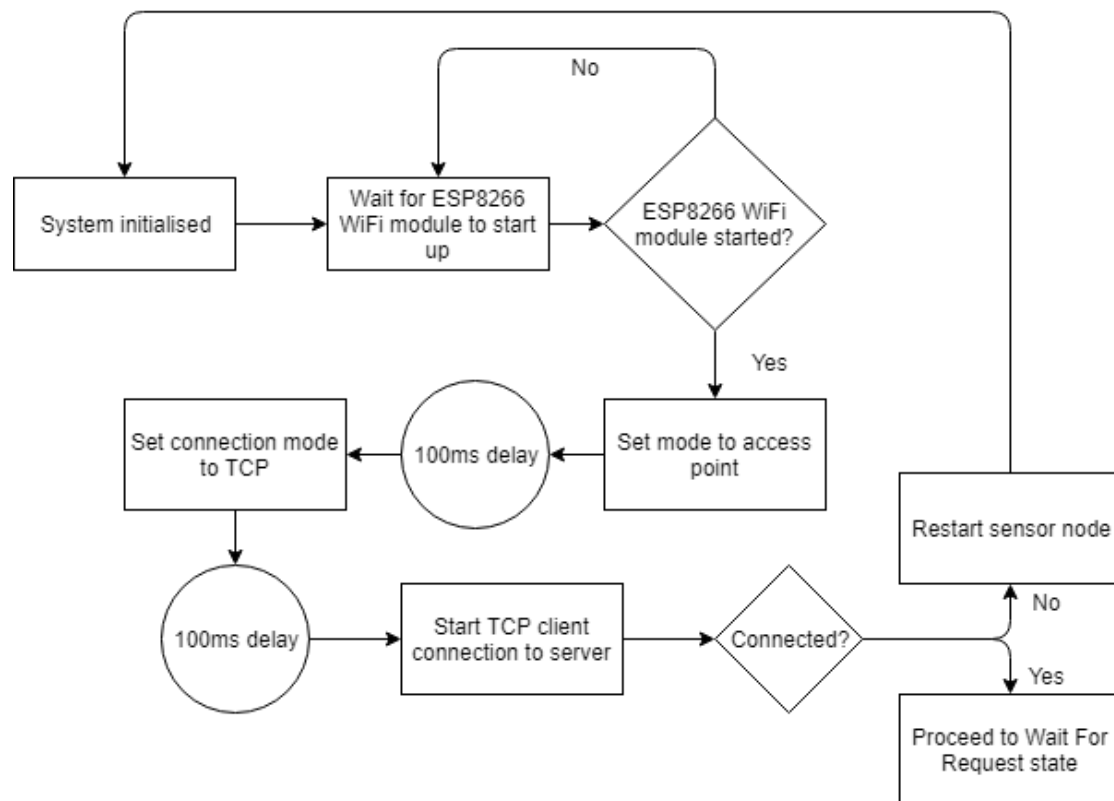 No
System initialised
Wait for ESP8266
WiFi module to start
up
ESP8266 WiFi
module started?
Yes
Set connection mode
to TCP
100ms delay
Set mode to access
point
Restart sensor node
100ms delay
Start TCP client
connection to server
Connected?
No
Yes
Proceed to Wait For
Request state